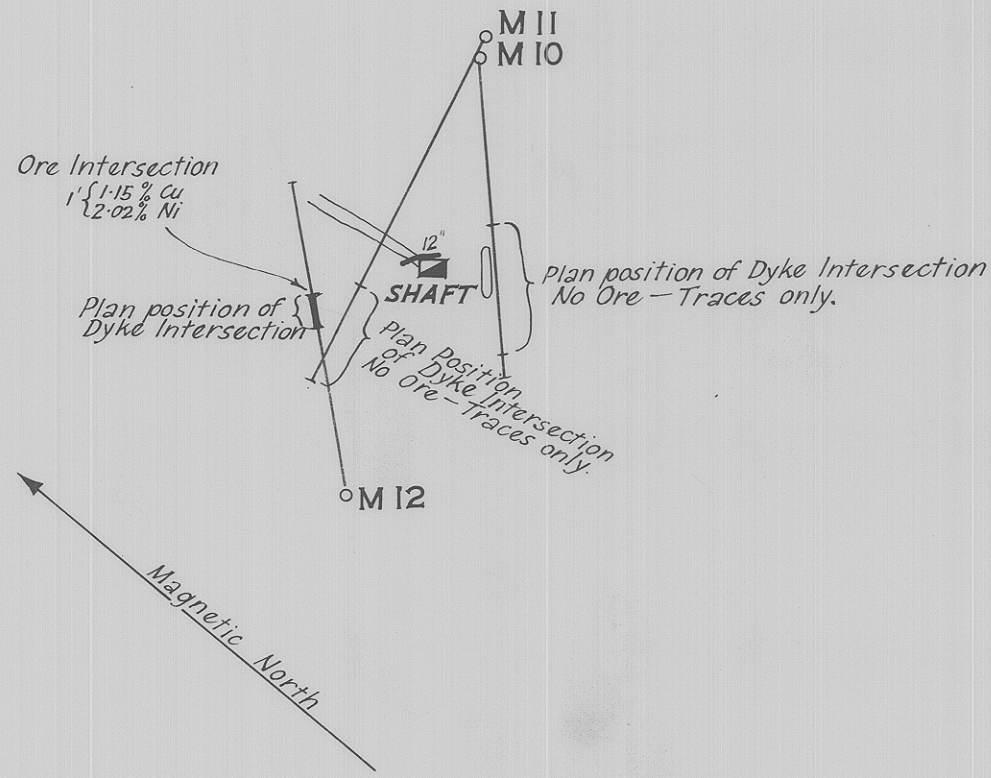 M 11
M 10
Ore Intersection
1' { 1·15 % Cu
2·02% Ni
12"
SHAFT
Plan position of Dyke Intersection
No Ore — Traces only.
Plan position of
Dyke Intersection
Plan Position
of Dyke Intersection
No Ore — Traces only.
M 12
Magnetic North